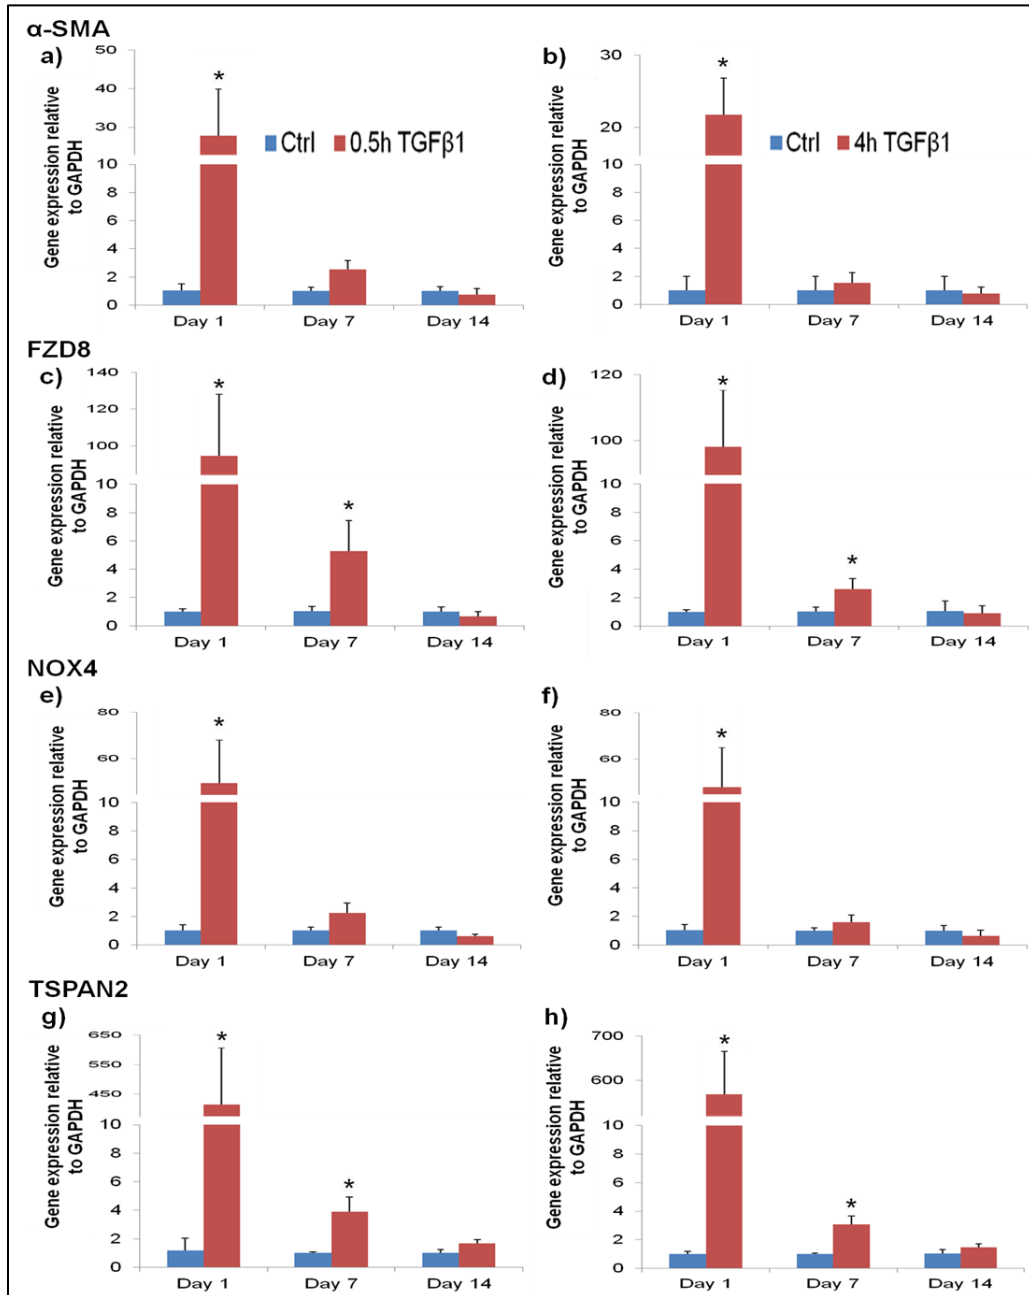 α-SMA
a)
Gene expression relative
to GAPDH
50
40
30
10
8
6
4
2
0
*
Ctrl 0.5h TGFβ1
Day 1 Day 7 Day 14
b)
Gene expression relative
to GAPDH
30
20
10
8
6
4
2
0
*
Ctrl 4h TGFβ1
Day 1 Day 7 Day 14
FZD8
c)
Gene expression relative
to GAPDH
140
120
100
10
8
6
4
2
0
*
*
Day 1 Day 7 Day 14
d)
Gene expression relative
to GAPDH
120
100
10
8
6
4
2
0
*
*
Day 1 Day 7 Day 14
NOX4
e)
Gene expression relative
to GAPDH
80
60
10
8
6
4
2
0
*
Day 1 Day 7 Day 14
f)
Gene expression relative
to GAPDH
80
60
10
8
6
4
2
0
*
Day 1 Day 7 Day 14
TSPAN2
g)
Gene expression relative
to GAPDH
650
550
450
10
8
6
4
2
0
*
*
Day 1 Day 7 Day 14
h)
Gene expression relative
to GAPDH
700
600
10
8
6
4
2
0
*
*
Day 1 Day 7 Day 14